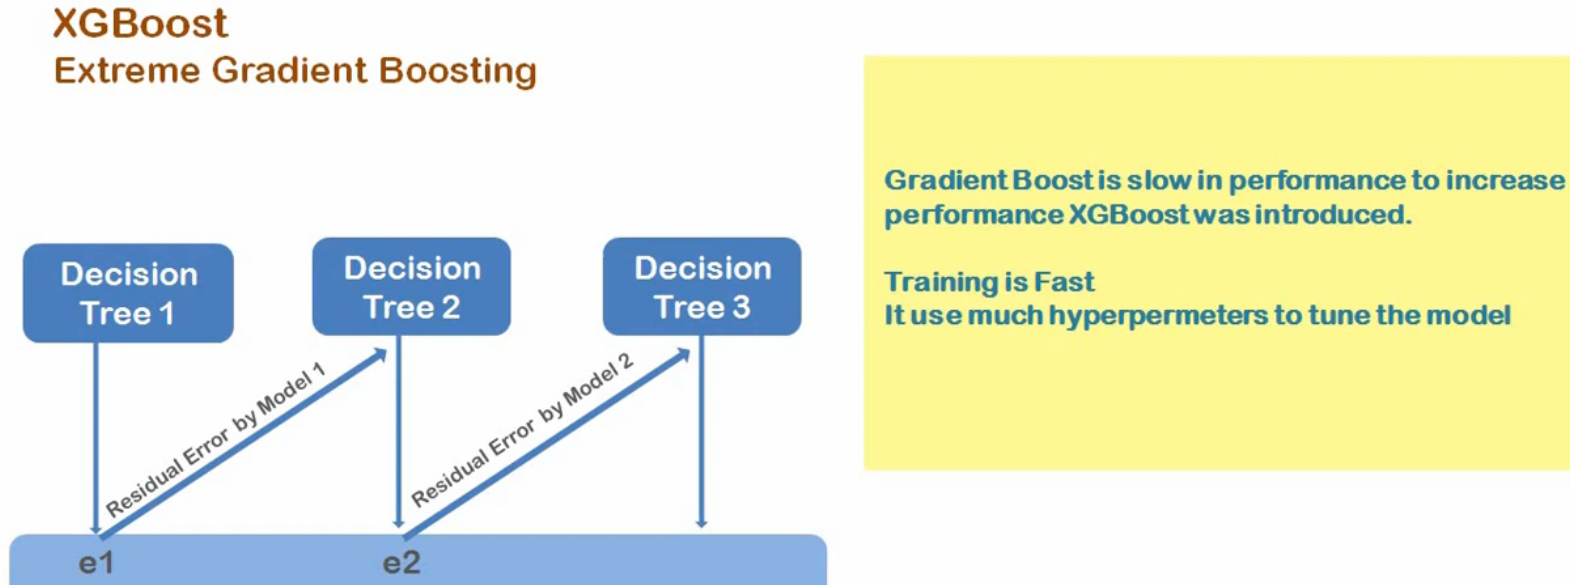 XGBoost
Extreme Gradient Boosting
Gradient Boost is slow in performance to increase
performance XGBoost was introduced.
Training is Fast
It use much hyperpermeters to tune the model
Decision
Tree 1
Decision
Tree 2
Decision
Tree 3
Residual Error by Model 1
Residual Error by Model 2
e1
e2